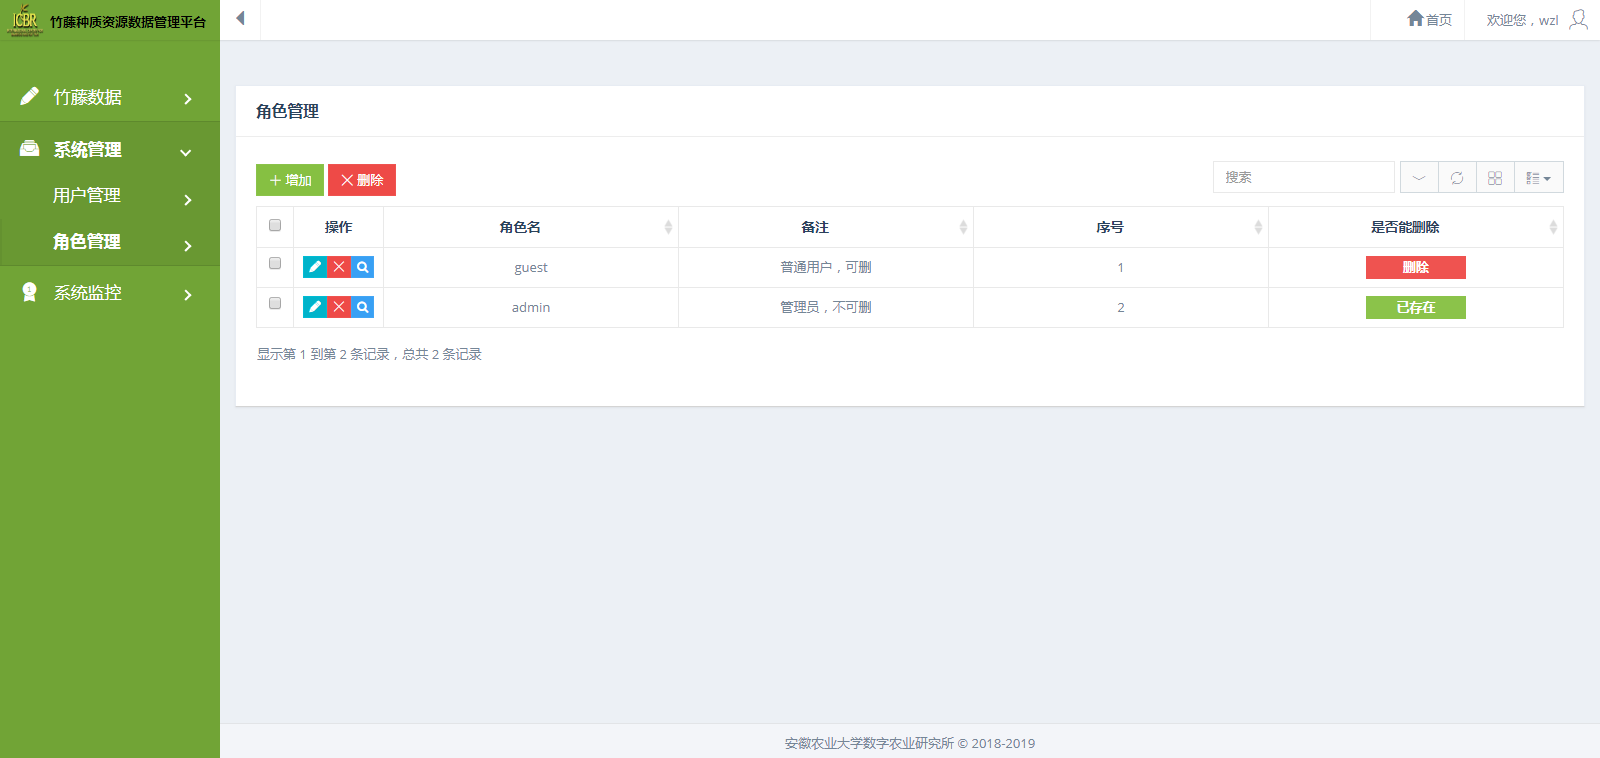 ICBR 竹藤种质资源数据管理平台
首页
欢迎您，wzl
竹藤数据
系统管理
用户管理
角色管理
系统监控
角色管理
增加 删除
搜索
操作 角色名 备注 序号 是否能删除
guest 普通用户，可删 1 删除
admin 管理员，不可删 2 已存在
显示第 1 到第 2 条记录，总共 2 条记录
安徽农业大学数字农业研究所 © 2018-2019